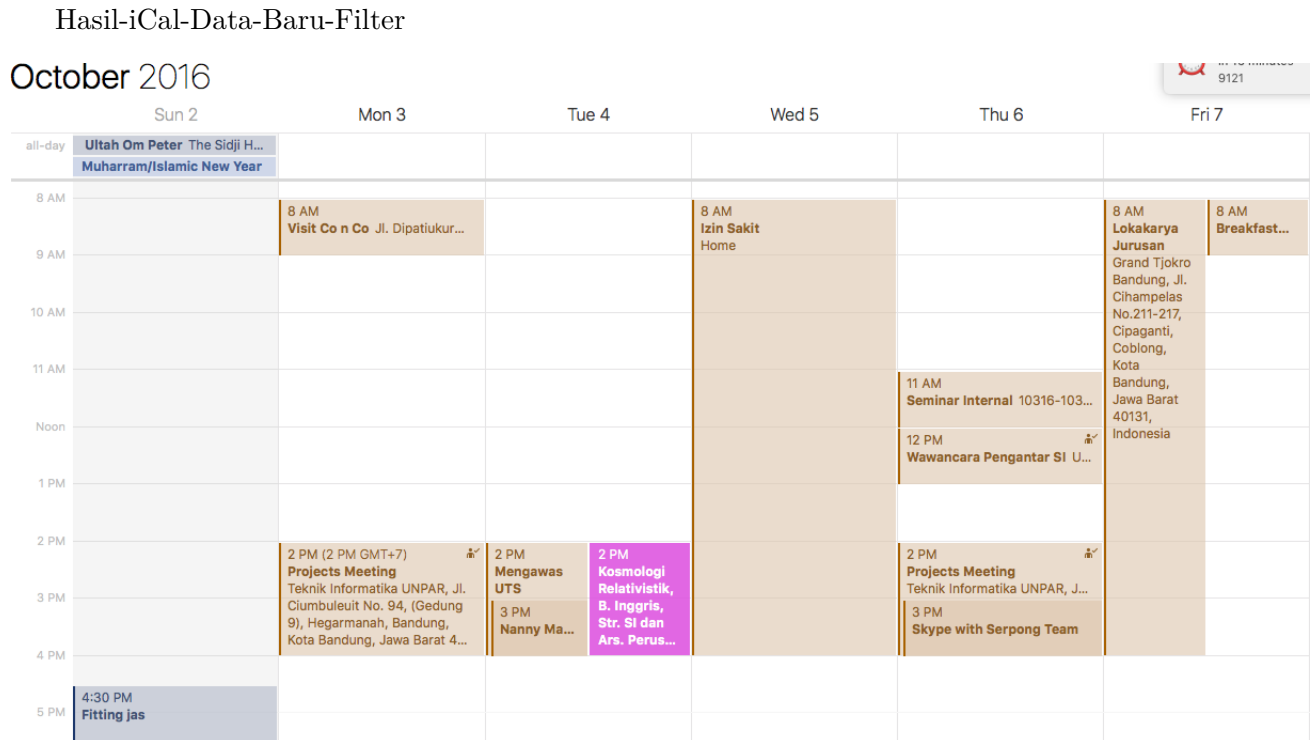 Hasil-iCal-Data-Baru-Filter
October 2016
9121
Sun 2
Mon 3
Tue 4
Wed 5
Thu 6
Fri 7
all-day
Ultah Om Peter The Sidji H...
Muharram/Islamic New Year
8 AM
9 AM
10 AM
11 AM
Noon
1 PM
2 PM
3 PM
4 PM
5 PM
4:30 PM
Fitting jas
8 AM
Visit Co n Co Jl. Dipatiukur...
2 PM (2 PM GMT+7)
Projects Meeting
Teknik Informatika UNPAR, Jl.
Ciumbuleuit No. 94, (Gedung
9), Hegarmanah, Bandung,
Kota Bandung, Jawa Barat 4...
2 PM
Mengawas
UTS
3 PM
Nanny Ma...
2 PM
Kosmologi
Relativistik,
B. Inggris,
Str. SI dan
Ars. Perus...
8 AM
Izin Sakit
Home
11 AM
Seminar Internal 10316-103...
12 PM
Wawancara Pengantar SI U...
2 PM
Projects Meeting
Teknik Informatika UNPAR, J...
3 PM
Skype with Serpong Team
8 AM
Lokakarya
Jurusan
Grand Tjokro
Bandung, Jl.
Cihampelas
No.211-217,
Cipaganti,
Coblong,
Kota
Bandung,
Jawa Barat
40131,
Indonesia
8 AM
Breakfast...